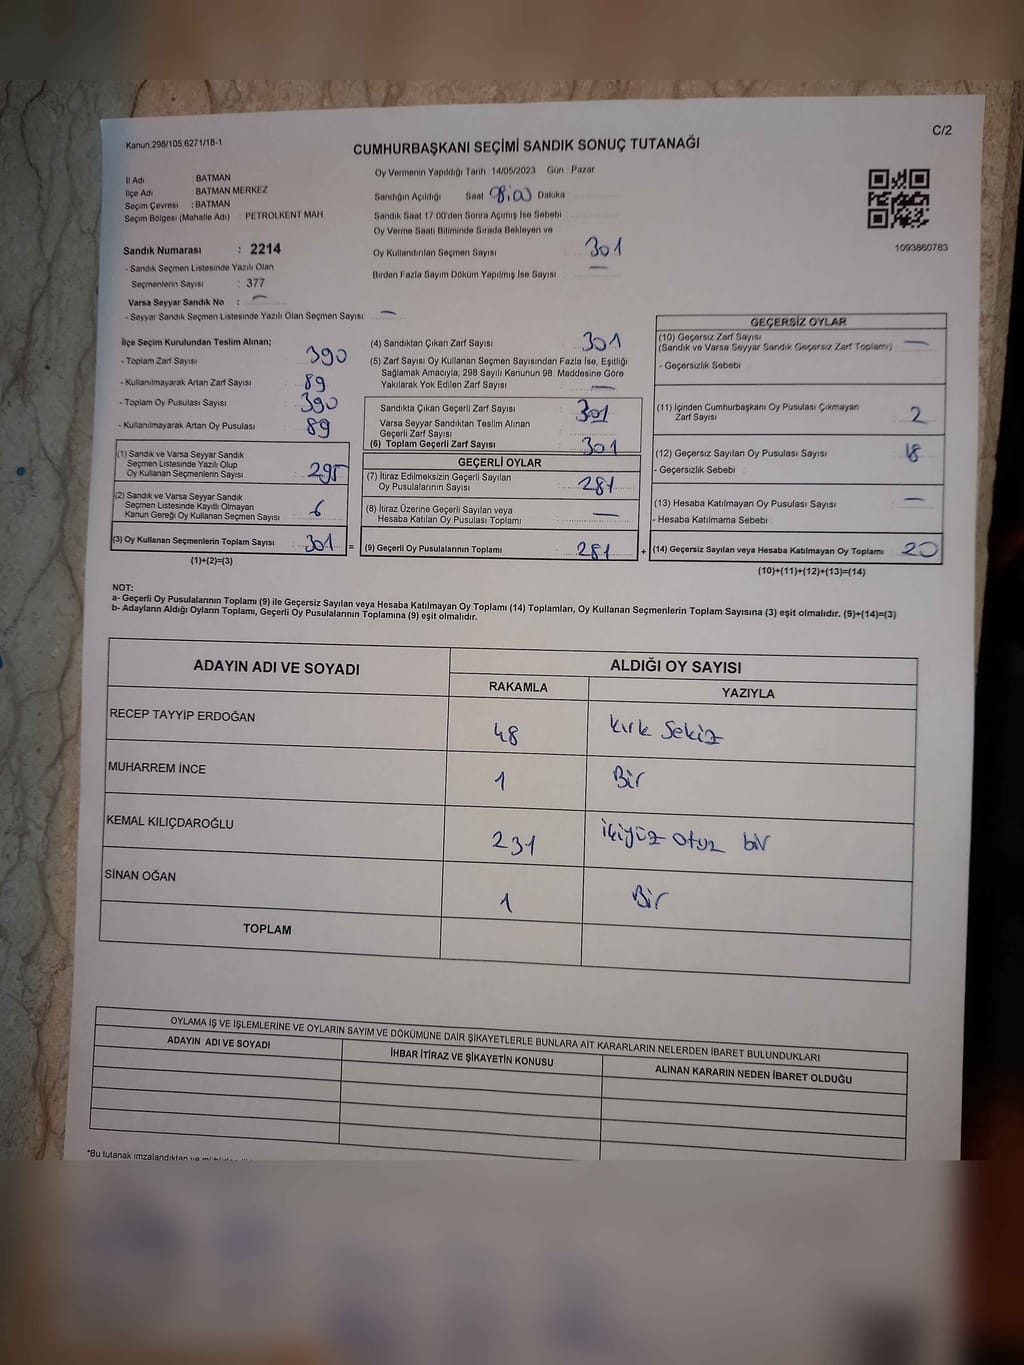 Kanun.298/105,6271/18-1
C/2
CUMHURBAŞKANI SEÇİMİ SANDIK SONUÇ TUTANAĞI
İl Adı : BATMAN
İlçe Adı : BATMAN MERKEZ
Seçim Çevresi : BATMAN
Seçim Bölgesi (Mahalle Adı) : PETROLKENT MAH
Oy Vermenin Yapıldığı Tarih 14/05/2023 Gün : Pazar
Sandığın Açıldığı Saat Dakika
Sandık Saat 17 00'den Sonra Açımış İse Sebebi
Oy Verme Saati Bitiminde Sırada Bekleyen ve
Oy Kullandırılan Seçmen Sayısı 301
Birden Fazla Sayım Döküm Yapılmış İse Sayısı —
1093860783
Sandık Numarası : 2214
- Sandık Seçmen Listesinde Yazılı Olan
Seçmenlerin Sayısı : 377
Varsa Seyyar Sandık No : —
- Seyyar Sandık Seçmen Listesinde Yazılı Olan Seçmen Sayısı: —
İlçe Seçim Kurulundan Teslim Alınan;
- Toplam Zarf Sayısı 390
- Kullanılmayarak Artan Zarf Sayısı 89
- Toplam Oy Pusulası Sayısı 390
- Kullanılmayarak Artan Oy Pusulası 89
(1) Sandık ve Varsa Seyyar Sandık
Seçmen Listesinde Yazılı Olup
Oy Kullanan Seçmenlerin Sayısı 295
(2) Sandık ve Varsa Seyyar Sandık
Seçmen Listesinde Kayıtlı Olmayan
Kanun Gereği Oy Kullanan Seçmen Sayısı 6
(3) Oy Kullanan Seçmenlerin Toplam Sayısı 301 =
(1)+(2)=(3)
(4) Sandıktan Çıkan Zarf Sayısı 301
(5) Zarf Sayısı Oy Kullanan Seçmen Sayısından Fazla İse, Eşitliği
Sağlamak Amacıyla, 298 Sayılı Kanunun 98. Maddesine Göre
Yakılarak Yok Edilen Zarf Sayısı —
Sandıkta Çıkan Geçerli Zarf Sayısı 301
Varsa Seyyar Sandıktan Teslim Alınan
Geçerli Zarf Sayısı
(6) Toplam Geçerli Zarf Sayısı 301
GEÇERLİ OYLAR
(7) İtiraz Edilmeksizin Geçerli Sayılan
Oy Pusulalarının Sayısı 281
(8) İtiraz Üzerine Geçerli Sayılan veya
Hesaba Katılan Oy Pusulası Toplamı —
(9) Geçerli Oy Pusulalarının Toplamı 281 +
GEÇERSİZ OYLAR
(10) Geçersiz Zarf Sayısı
(Sandık ve Varsa Seyyar Sandık Geçersiz Zarf Toplamı) —
- Geçersizlik Sebebi
(11) İçinden Cumhurbaşkanı Oy Pusulası Çıkmayan
Zarf Sayısı 2
(12) Geçersiz Sayılan Oy Pusulası Sayısı 18
- Geçersizlik Sebebi
(13) Hesaba Katılmayan Oy Pusulası Sayısı —
- Hesaba Katılmama Sebebi
(14) Geçersiz Sayılan veya Hesaba Katılmayan Oy Toplamı 20
(10)+(11)+(12)+(13)=(14)
NOT:
a- Geçerli Oy Pusulalarının Toplamı (9) ile Geçersiz Sayılan veya Hesaba Katılmayan Oy Toplamı (14) Toplamları, Oy Kullanan Seçmenlerin Toplam Sayısına (3) eşit olmalıdır. (9)+(14)=(3)
b- Adayların Aldığı Oyların Toplamı, Geçerli Oy Pusulalarının Toplamına (9) eşit olmalıdır.
ADAYIN ADI VE SOYADI ALDIĞI OY SAYISI
RAKAMLA YAZIYLA
RECEP TAYYİP ERDOĞAN 48 Kırk Sekiz
MUHARREM İNCE 1 Bir
KEMAL KILIÇDAROĞLU 231 ikiyüz otuz bir
SİNAN OĞAN 1 Bir
TOPLAM
OYLAMA İŞ VE İŞLEMLERİNE VE OYLARIN SAYIM VE DÖKÜMÜNE DAİR ŞİKAYETLERLE BUNLARA AİT KARARLARIN NELERDEN İBARET BULUNDUKLARI
ADAYIN ADI VE SOYADI İHBAR İTİRAZ VE ŞİKAYETİN KONUSU ALINAN KARARIN NEDEN İBARET OLDUĞU
*Bu tutanak imzalandıktan ve